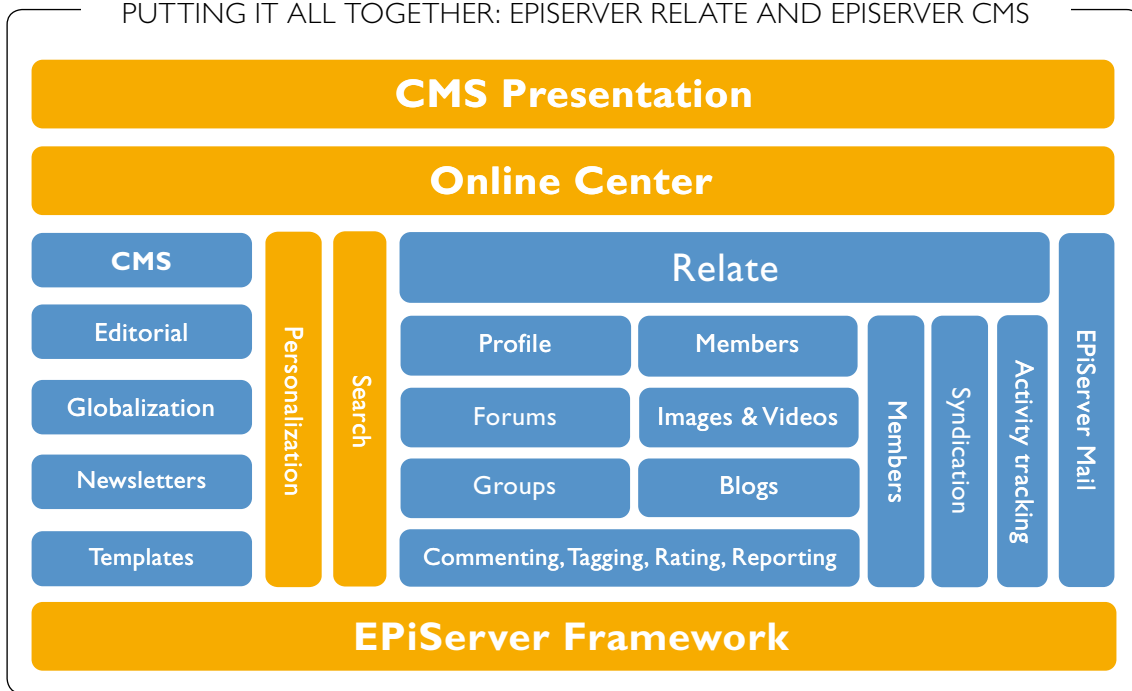 PUTTING IT ALL TOGETHER: EPISERVER RELATE AND EPISERVER CMS
CMS Presentation
Online Center
CMS
Editorial
Globalization
Newsletters
Templates
Personalization
Search
Relate
Profile
Members
Forums
Images & Videos
Groups
Blogs
Commenting, Tagging, Rating, Reporting
Members
Syndication
Activity tracking
EPiServer Mail
EPiServer Framework